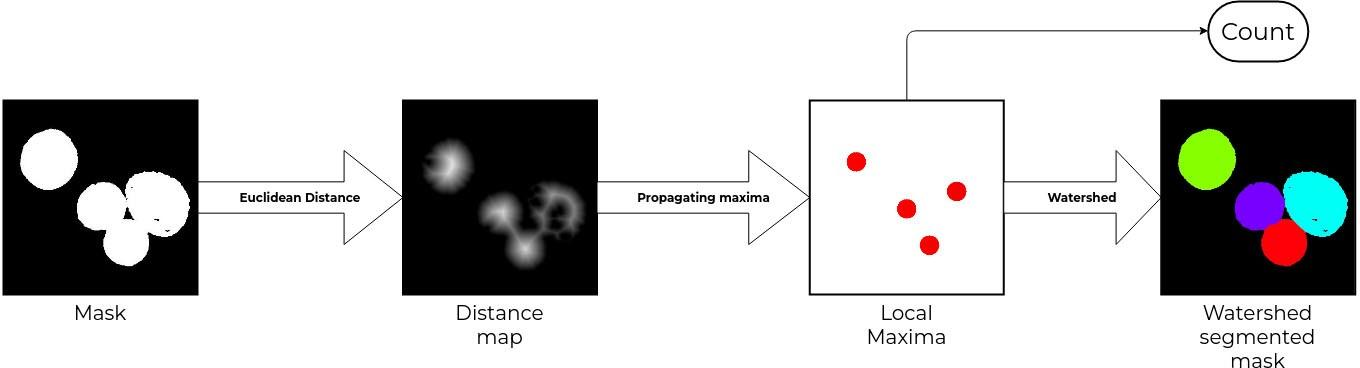 Count
Euclidean Distance
Propagating maxima
Watershed
Mask
Distance
map
Local
Maxima
Watershed
segmented
mask